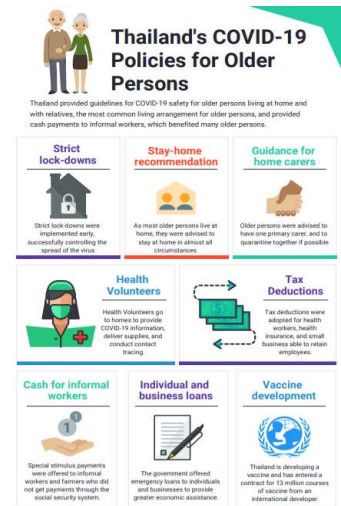 Thailand's COVID-19
Policies for Older
Persons
Thailand provided guidelines for COVID-19 safety for older persons living at home and
with relatives, the most common living arrangement for older persons, and provided
cash payments to informal workers, which benefited many older persons.
Strict
lock-downs
Strict lock-downs were
implemented early,
successfully controlling the
spread of the virus
Stay-home
recommendation
As most older persons live at
home, they were advised to
stay at home in almost all
circumstances
Guidance for
home carers
Older persons were advised to
have one primary carer, and to
quarantine together if possible
Health
Volunteers
Health Volunteers go
to homes to provide
COVID-19 information,
deliver supplies, and
conduct contact
tracing.
Tax
Deductions
Tax deductions were
adopted for health
workers, health
insurance, and small
business able to retain
employees.
Cash for informal
workers
1
1
Special stimulus payments
were offered to informal
workers and farmers who did
not get payments through the
social security system.
Individual and
business loans
The government offered
emergency loans to individuals
and businesses to provide
greater economic assistance.
Vaccine
development
Thailand is developing a
vaccine and has entered a
contract for 13 million courses
of vaccine from an
international developer.